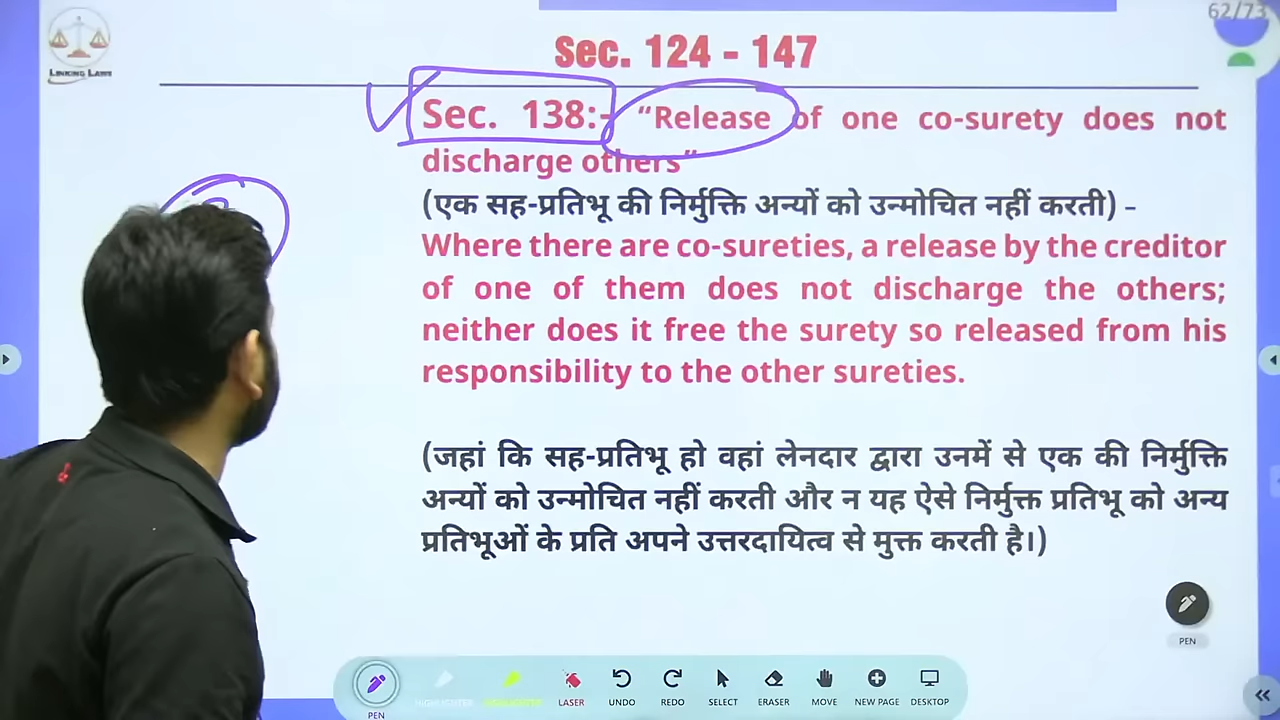 62/73
LINKING LAWS
Sec. 124 - 147
Sec. 138:- “Release of one co-surety does not
discharge others”
(एक सह-प्रतिभू की निर्मुक्ति अन्यों को उन्मोचित नहीं करती) –
Where there are co-sureties, a release by the creditor
of one of them does not discharge the others;
neither does it free the surety so released from his
responsibility to the other sureties.
(जहां कि सह-प्रतिभू हो वहां लेनदार द्वारा उनमें से एक की निर्मुक्ति
अन्यों को उन्मोचित नहीं करती और न यह ऐसे निर्मुक्त प्रतिभू को अन्य
प्रतिभूओं के प्रति अपने उत्तरदायित्व से मुक्त करती है।)
PEN
PEN HIGHLIGHTER HIGHLIGHTER LASER UNDO REDO SELECT ERASER MOVE NEW PAGE DESKTOP